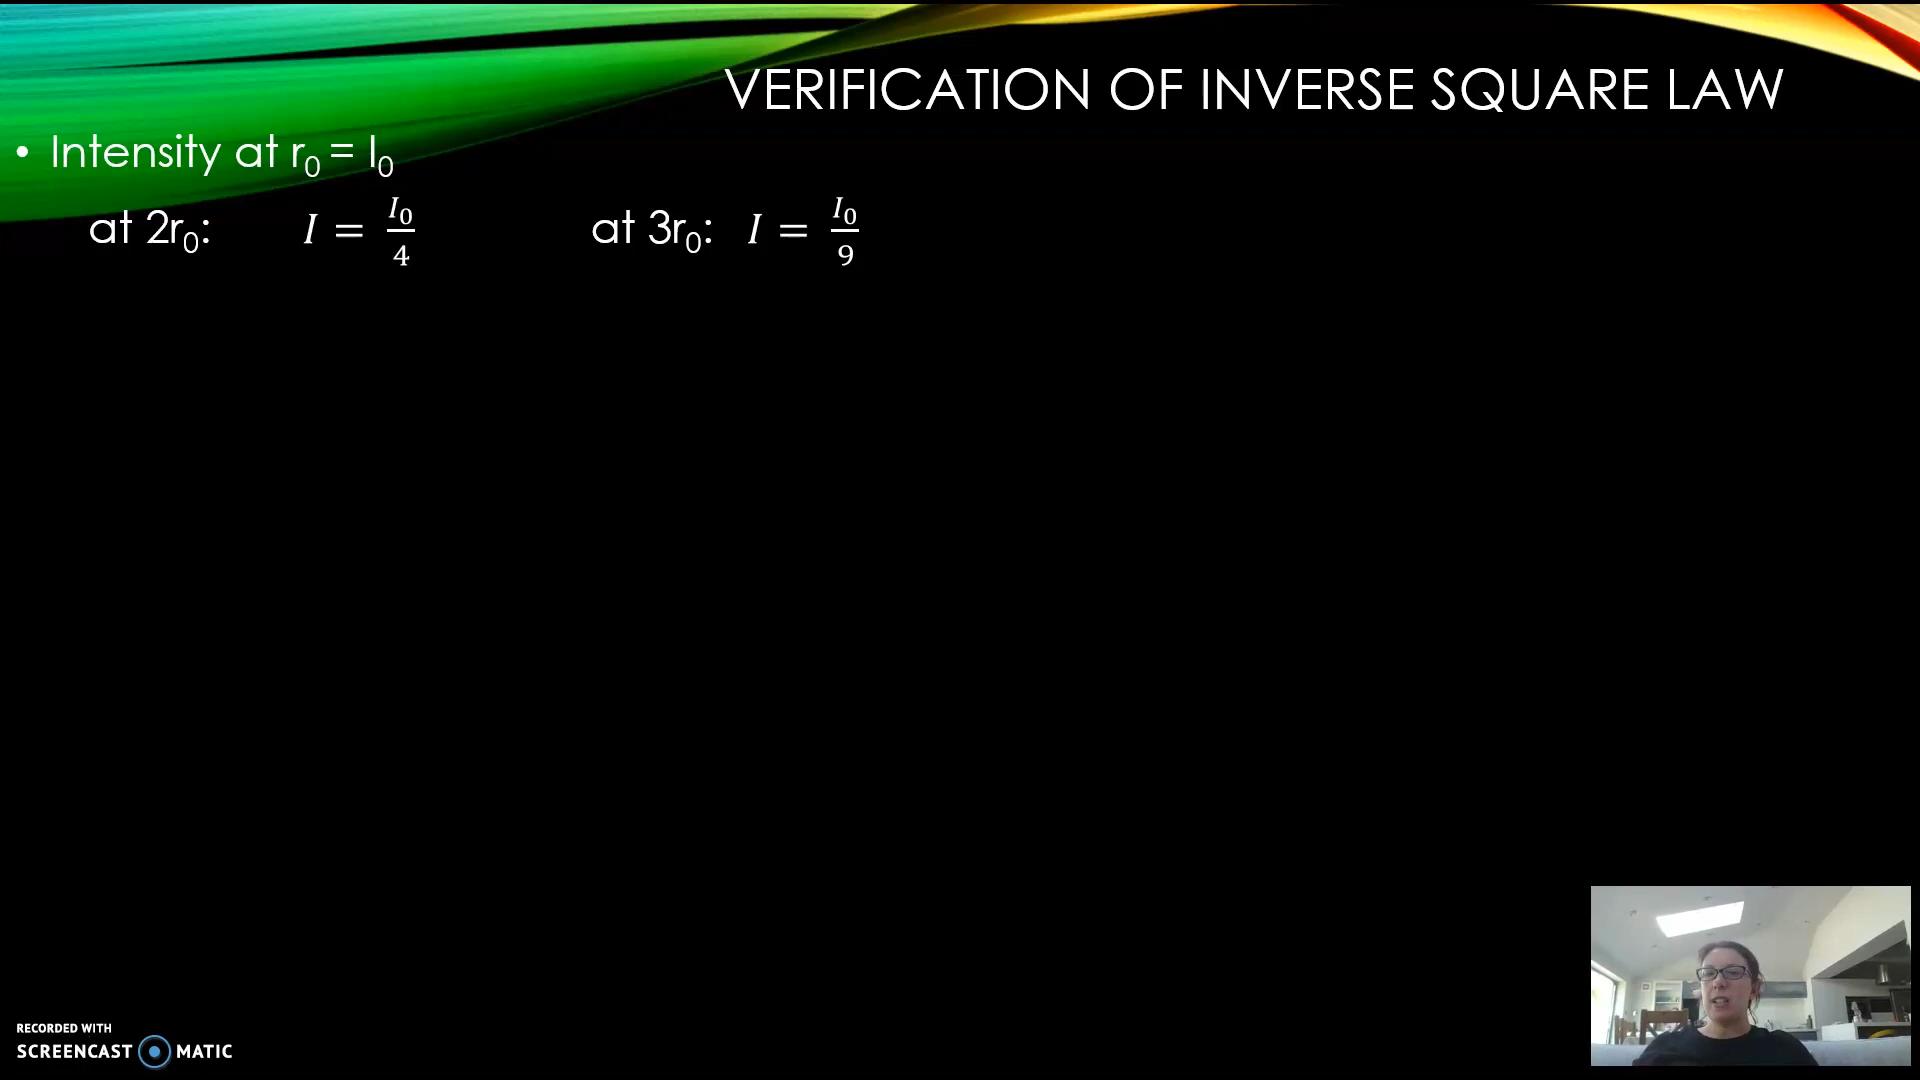 VERIFICATION OF INVERSE SQUARE LAW
• Intensity at r₀ = I₀
at 2r₀: I = I₀/4 at 3r₀: I = I₀/9
RECORDED WITH
SCREENCAST MATIC